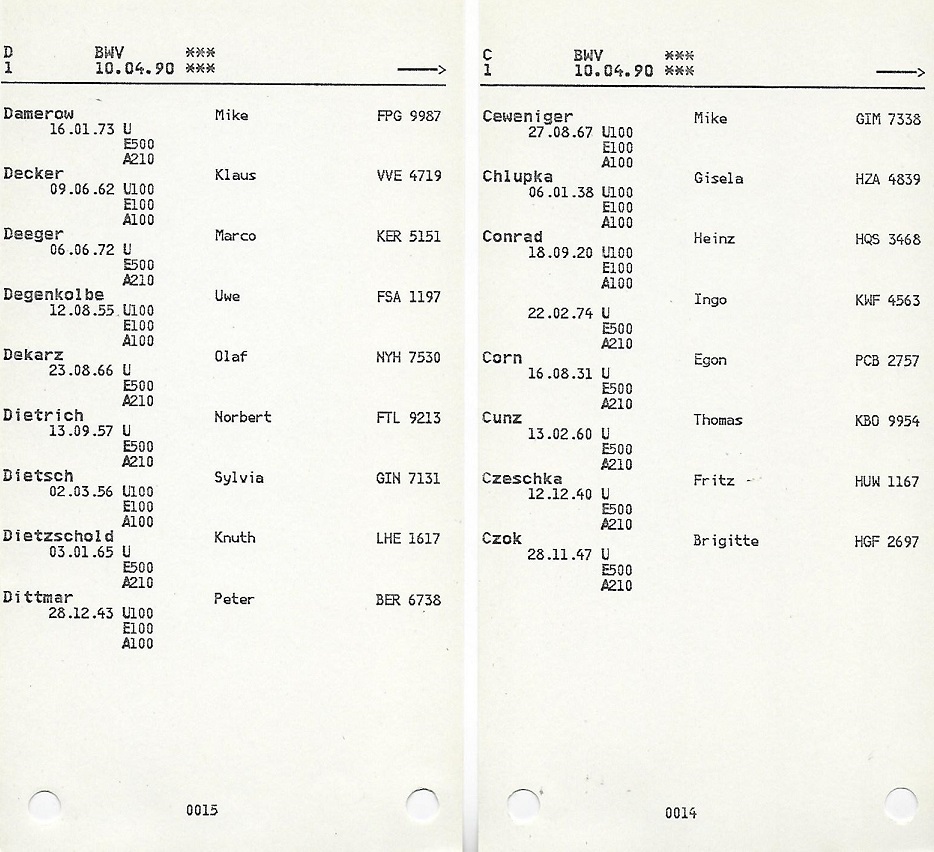 D BWV ***
1 10.04.90 *** ———>
Damerow Mike FPG 9987
16.01.73 U
E500
A210
Decker Klaus VVE 4719
09.06.62 U100
E100
A100
Deeger Marco KER 5151
06.06.72 U
E500
A210
Degenkolbe Uwe FSA 1197
12.08.55 U100
E100
A100
Dekarz Olaf NYH 7530
23.08.66 U
E500
A210
Dietrich Norbert FTL 9213
13.09.57 U
E500
A210
Dietsch Sylvia GIN 7131
02.03.56 U100
E100
A100
Dietzschold Knuth LHE 1617
03.01.65 U
E500
A210
Dittmar Peter BER 6738
28.12.43 U100
E100
A100
0015
C BWV ***
1 10.04.90 *** ———>
Ceweniger Mike GIM 7338
27.08.67 U100
E100
A100
Chlupka Gisela HZA 4839
06.01.38 U100
E100
A100
Conrad Heinz HQS 3468
18.09.20 U100
E100
A100
Ingo KWF 4563
22.02.74 U
E500
A210
Corn Egon PCB 2757
16.08.31 U
E500
A210
Cunz Thomas KBO 9954
13.02.60 U
E500
A210
Czeschka Fritz HUW 1167
12.12.40 U
E500
A210
Czok Brigitte HGF 2697
28.11.47 U
E500
A210
0014